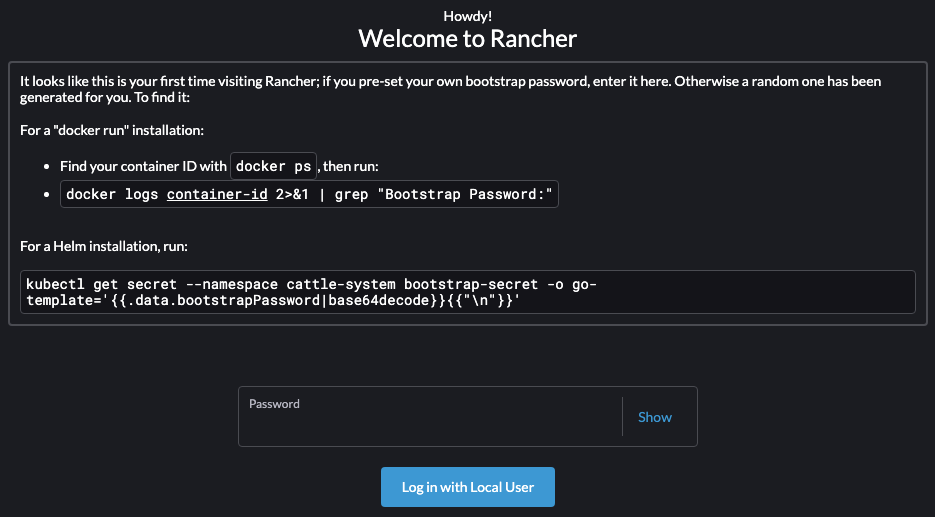 Howdy!
Welcome to Rancher
It looks like this is your first time visiting Rancher; if you pre-set your own bootstrap password, enter it here. Otherwise a random one has been
generated for you. To find it:
For a "docker run" installation:
• Find your container ID with docker ps, then run:
• docker logs container-id 2>&1 | grep "Bootstrap Password:"
For a Helm installation, run:
kubectl get secret --namespace cattle-system bootstrap-secret -o go-
template='{{.data.bootstrapPassword|base64decode}}{{"\n"}}'
Password
Show
Log in with Local User